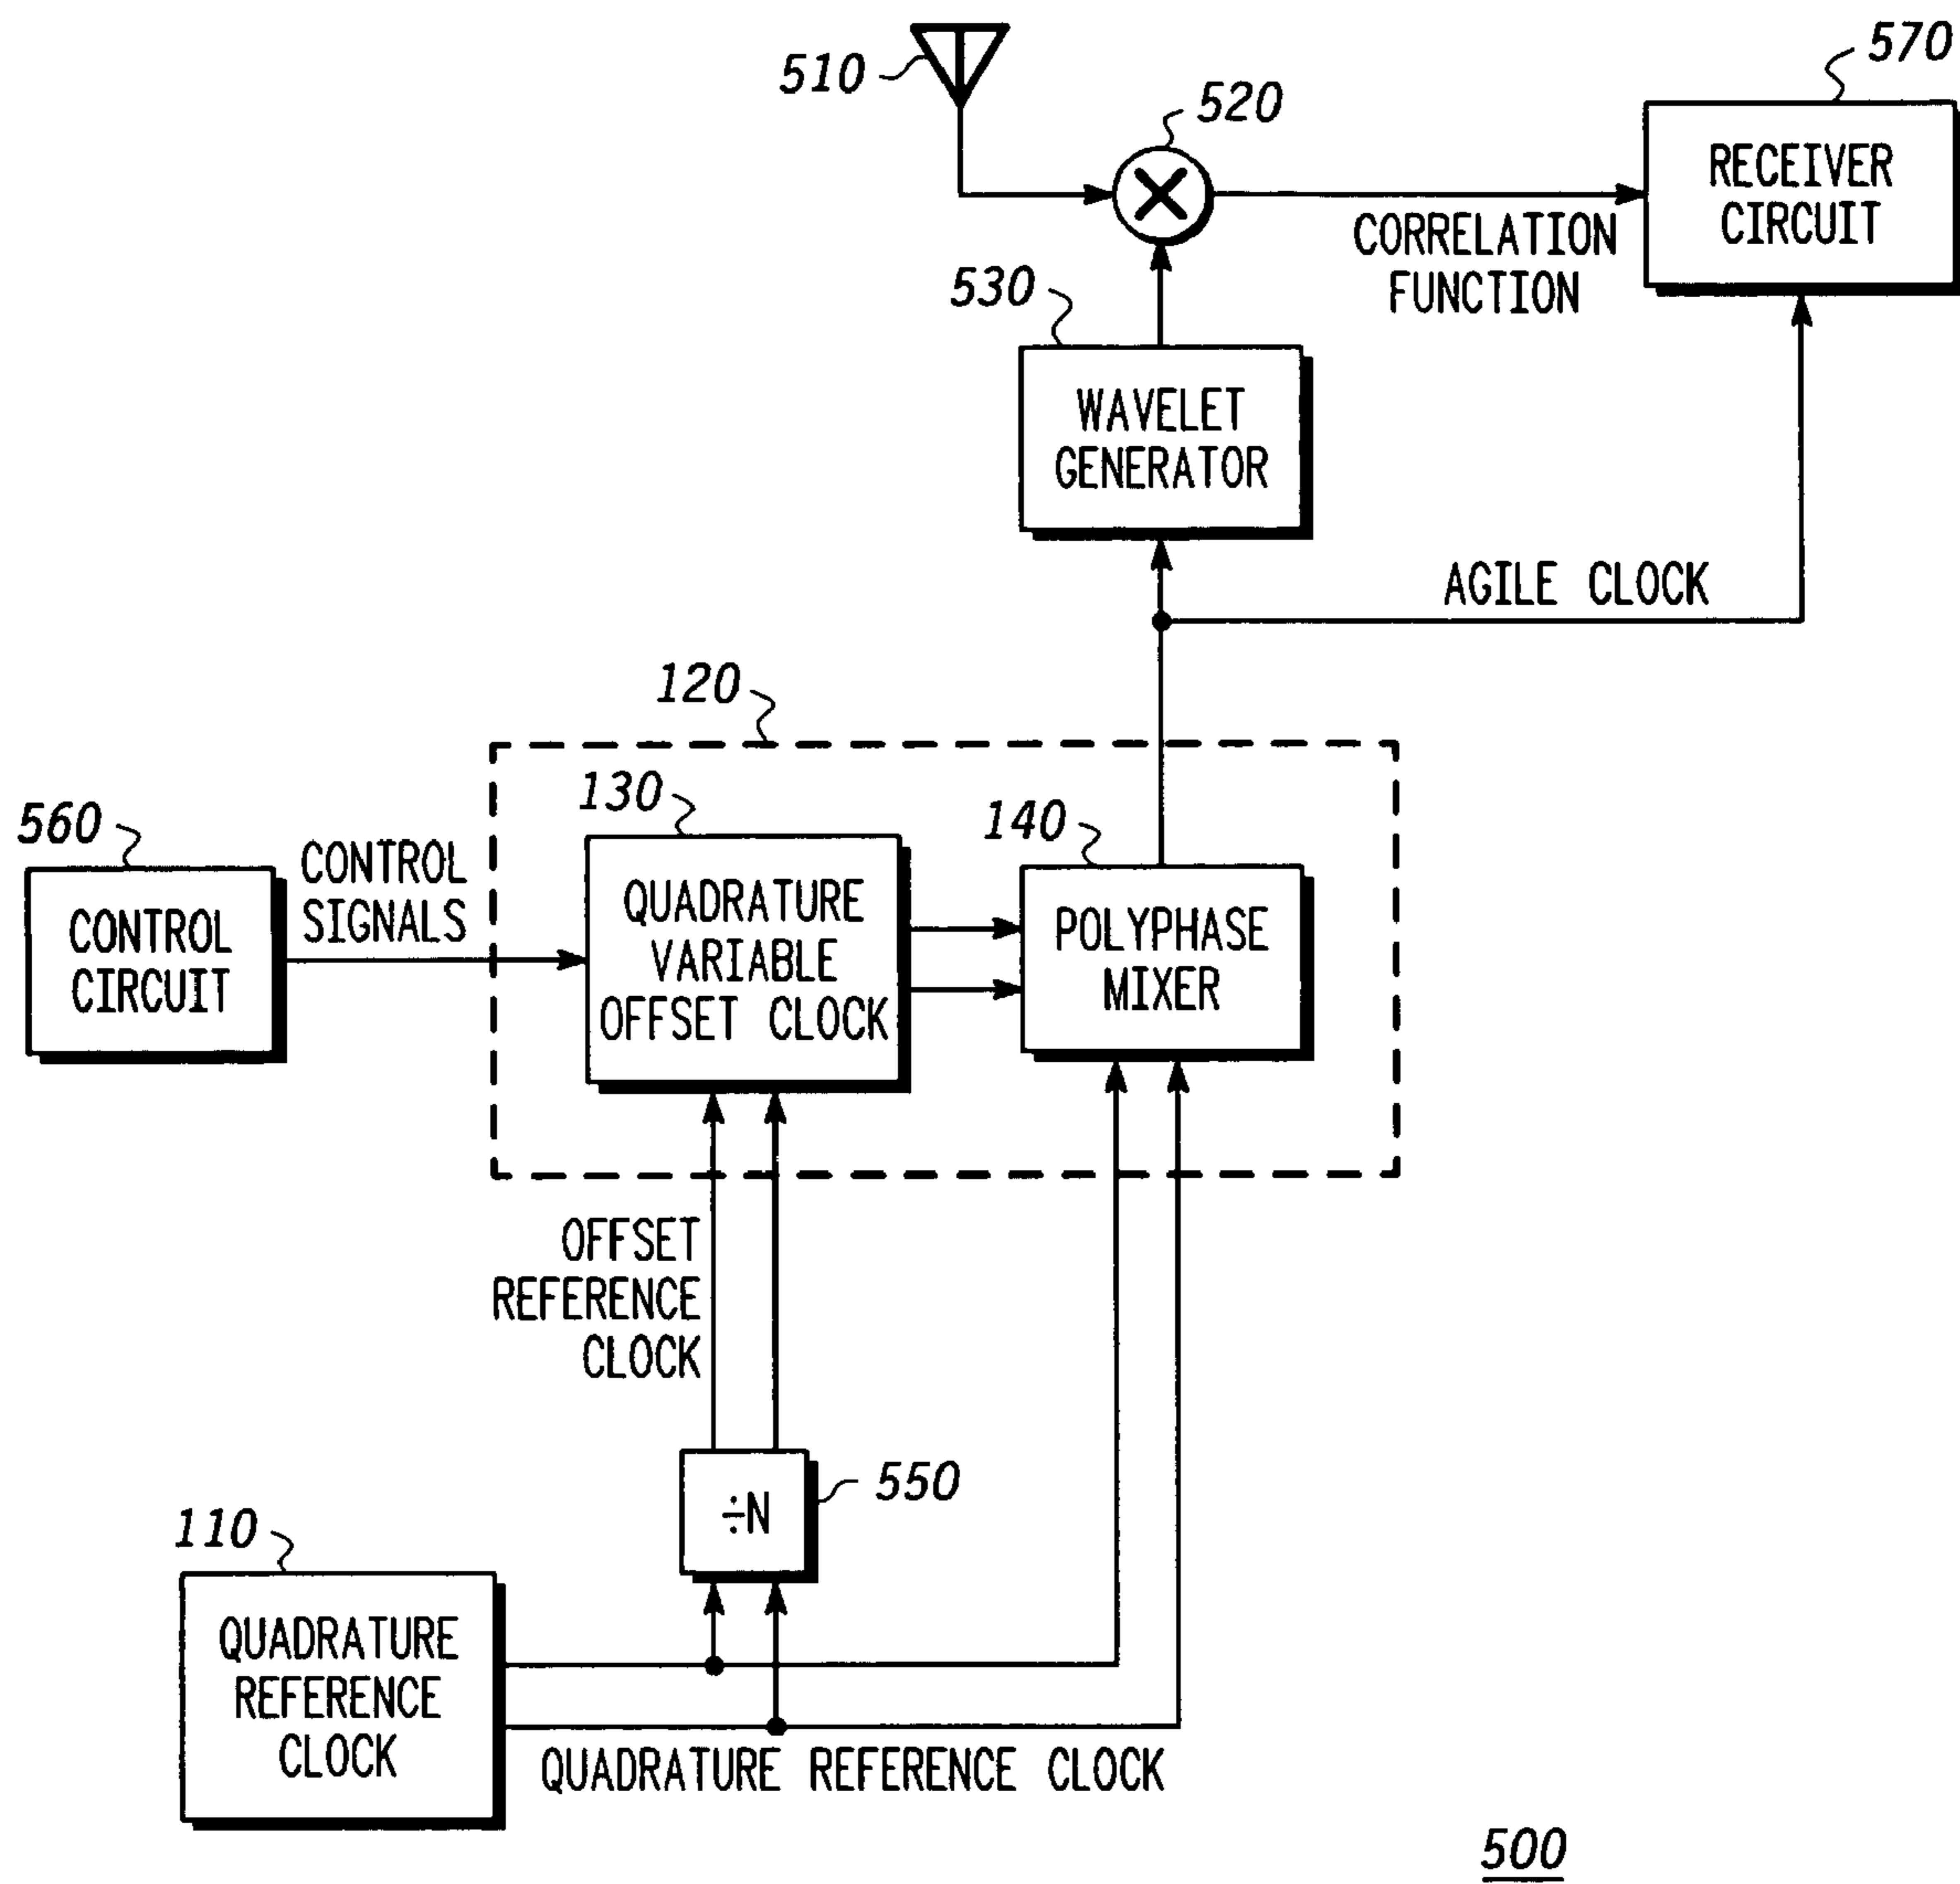 510
520
570
RECEIVER
CIRCUIT
CORRELATION
FUNCTION
530
WAVELET
GENERATOR
AGILE CLOCK
120
130
140
560
CONTROL
SIGNALS
CONTROL
CIRCUIT
QUADRATURE
VARIABLE
OFFSET CLOCK
POLYPHASE
MIXER
OFFSET
REFERENCE
CLOCK
÷N
550
110
QUADRATURE
REFERENCE
CLOCK
QUADRATURE REFERENCE CLOCK
500